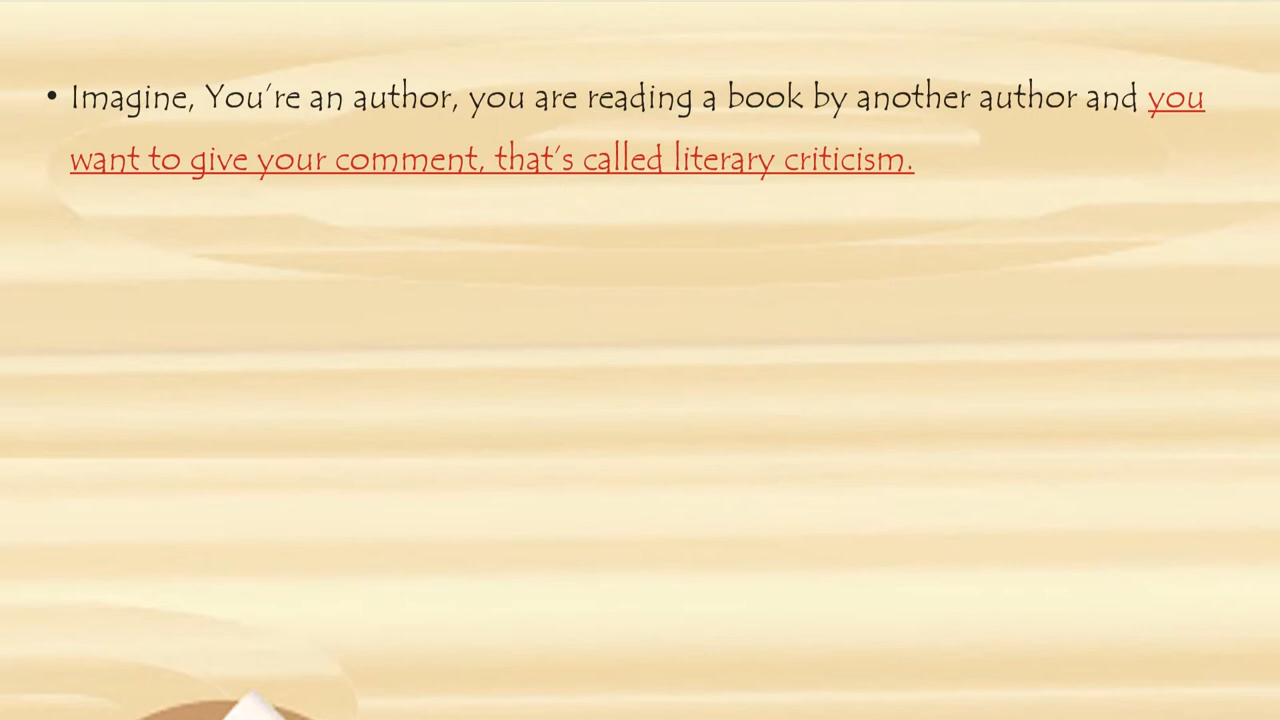 • Imagine, You're an author, you are reading a book by another author and you
want to give your comment, that's called literary criticism.